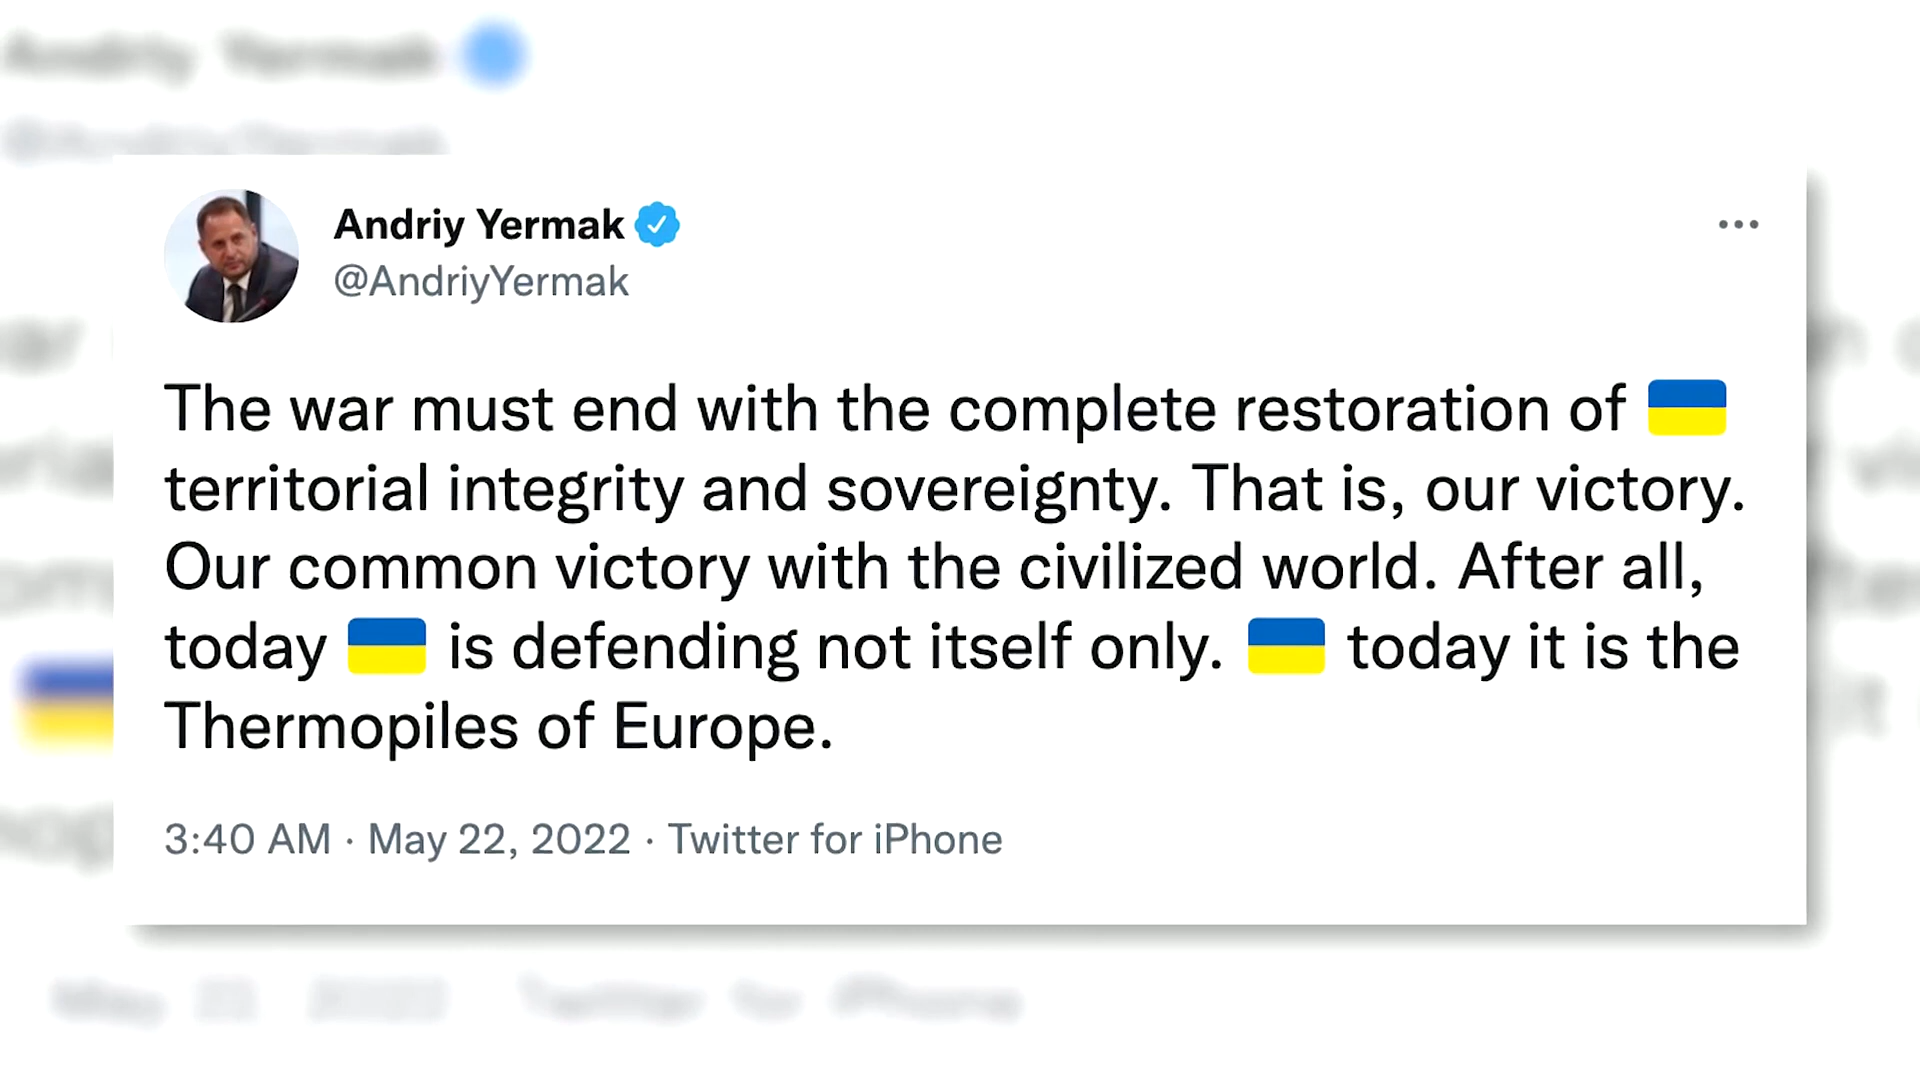 Andriy Yermak
@AndriyYermak
The war must end with the complete restoration of 🇺🇦
territorial integrity and sovereignty. That is, our victory.
Our common victory with the civilized world. After all,
today 🇺🇦 is defending not itself only. 🇺🇦 today it is the
Thermopiles of Europe.
3:40 AM · May 22, 2022 · Twitter for iPhone